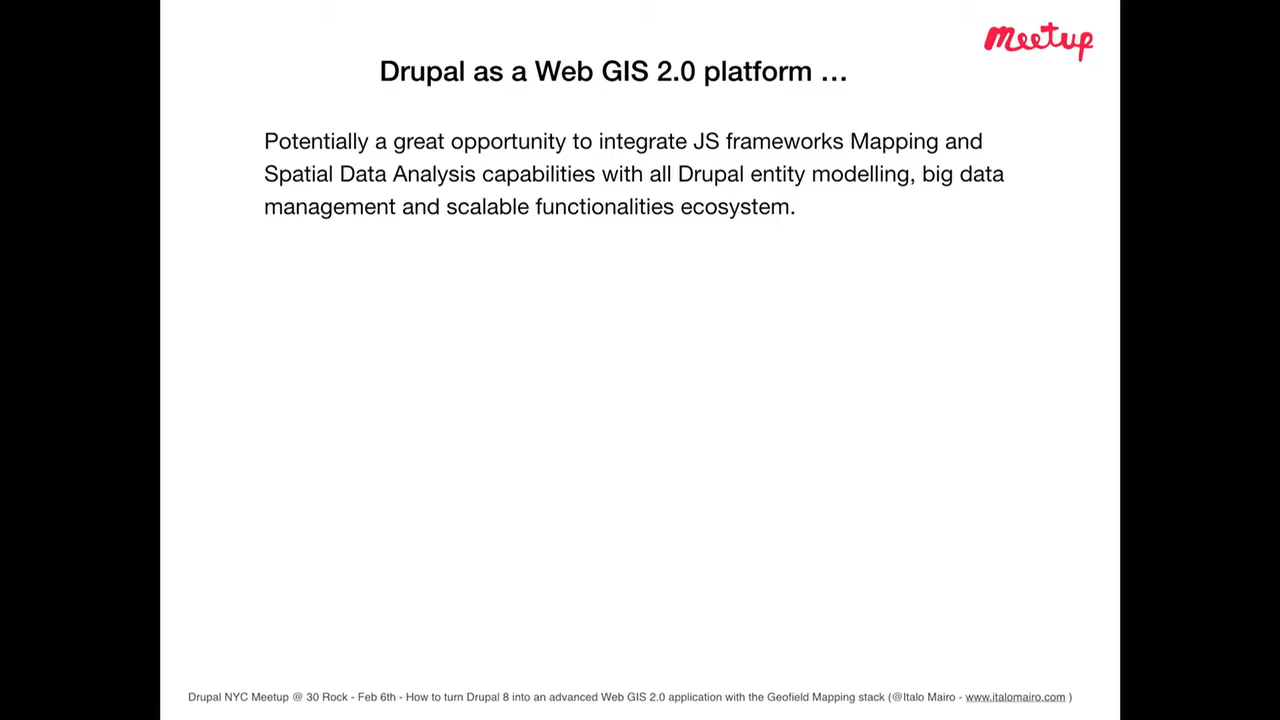 Meetup
Drupal as a Web GIS 2.0 platform …
Potentially a great opportunity to integrate JS frameworks Mapping and
Spatial Data Analysis capabilities with all Drupal entity modelling, big data
management and scalable functionalities ecosystem.
Drupal NYC Meetup @ 30 Rock - Feb 6th - How to turn Drupal 8 into an advanced Web GIS 2.0 application with the Geofield Mapping stack (@Italo Mairo - www.italomairo.com )